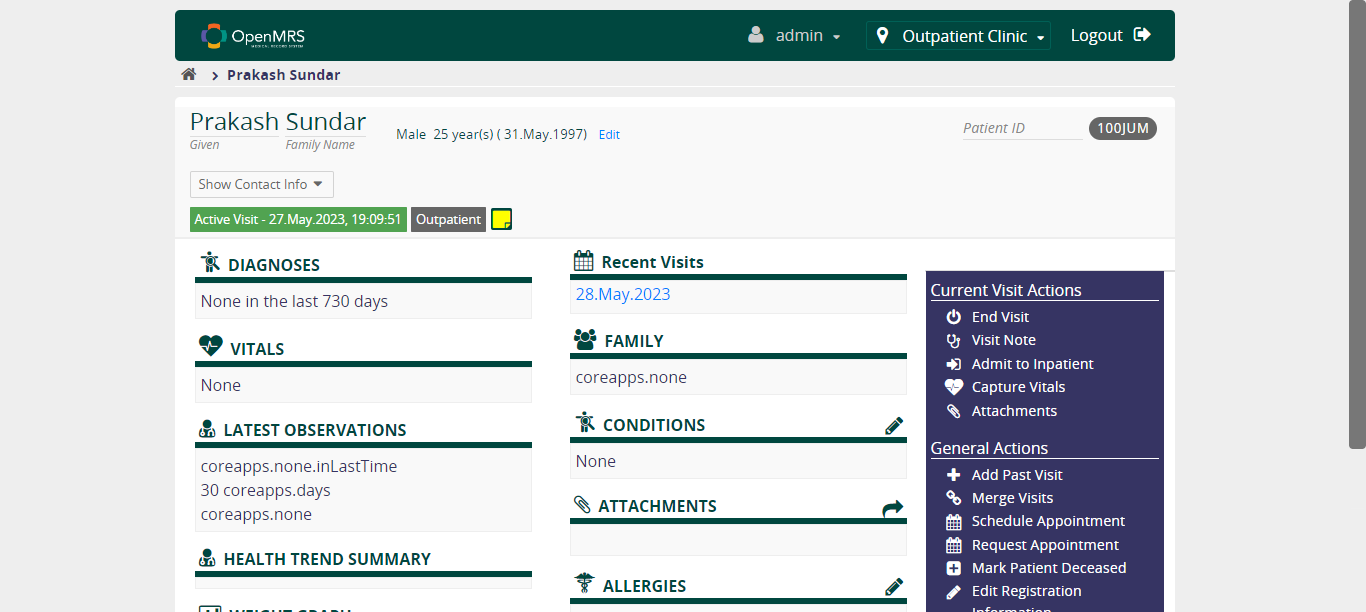 OpenMRS
MEDICAL RECORD SYSTEM
admin
Outpatient Clinic
Logout
Prakash Sundar
Prakash Sundar
Given
Family Name
Male 25 year(s) ( 31.May.1997) Edit
Patient ID
100JUM
Show Contact Info
Active Visit - 27.May.2023, 19:09:51
Outpatient
DIAGNOSES
None in the last 730 days
VITALS
None
LATEST OBSERVATIONS
coreapps.none.inLastTime
30 coreapps.days
coreapps.none
HEALTH TREND SUMMARY
WEIGHT GRAPH
Recent Visits
28.May.2023
FAMILY
coreapps.none
CONDITIONS
None
ATTACHMENTS
ALLERGIES
Current Visit Actions
End Visit
Visit Note
Admit to Inpatient
Capture Vitals
Attachments
General Actions
Add Past Visit
Merge Visits
Schedule Appointment
Request Appointment
Mark Patient Deceased
Edit Registration
Information